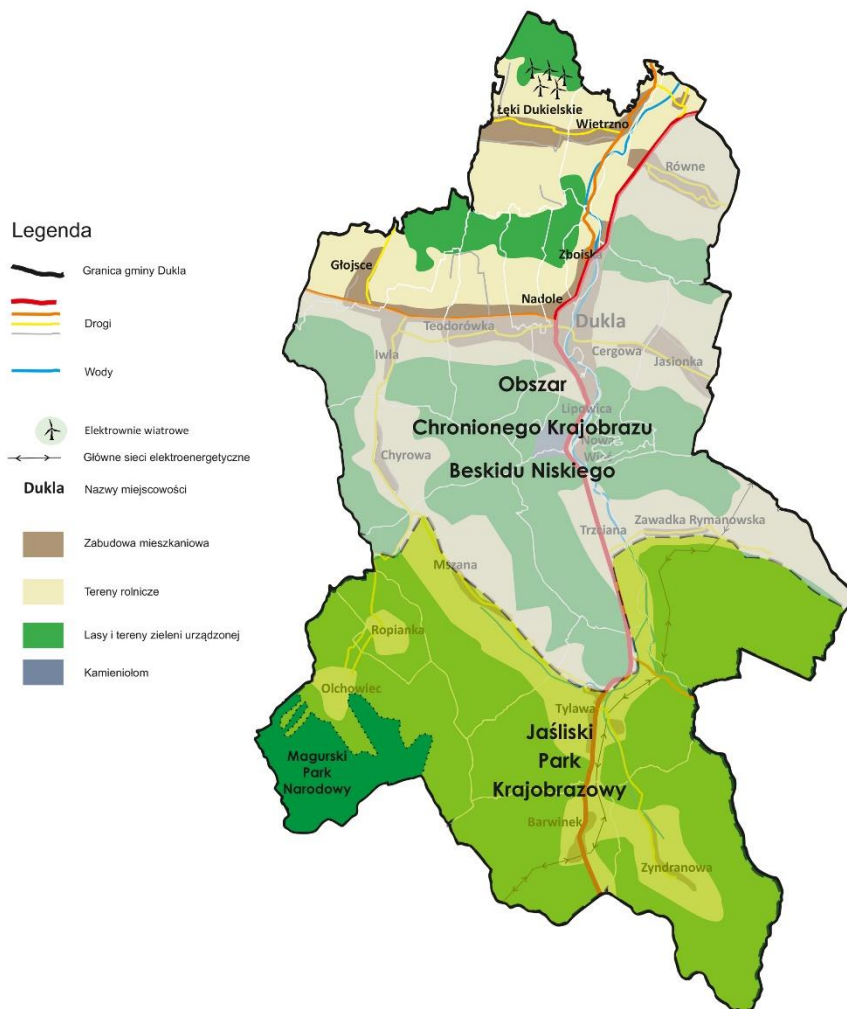 Łęki Dukielskie
Wietrzno
Równe
Legenda
Granica gminy Dukla
Drogi
Wody
Elektrownie wiatrowe
Główne sieci elektroenergetyczne
Dukla
Nazwy miejscowości
Zabudowa mieszkaniowa
Tereny rolnicze
Lasy i tereny zieleni urządzonej
Kamieniołom
Głojsce
Zboiska
Nadole
Teodorówka
Dukla
Iwla
Cergowa
Jasionka
Obszar
Lipowica
Chronionego Krajobrazu
Nowa
Wieś
Beskidu Niskiego
Chyrowa
Zawadka Rymanowska
Trzciana
Mszana
Ropianka
Olchowiec
Tylawa
Jaśliski
Park
Krajobrazowy
Magurski
Park
Narodowy
Barwinek
Zyndranowa